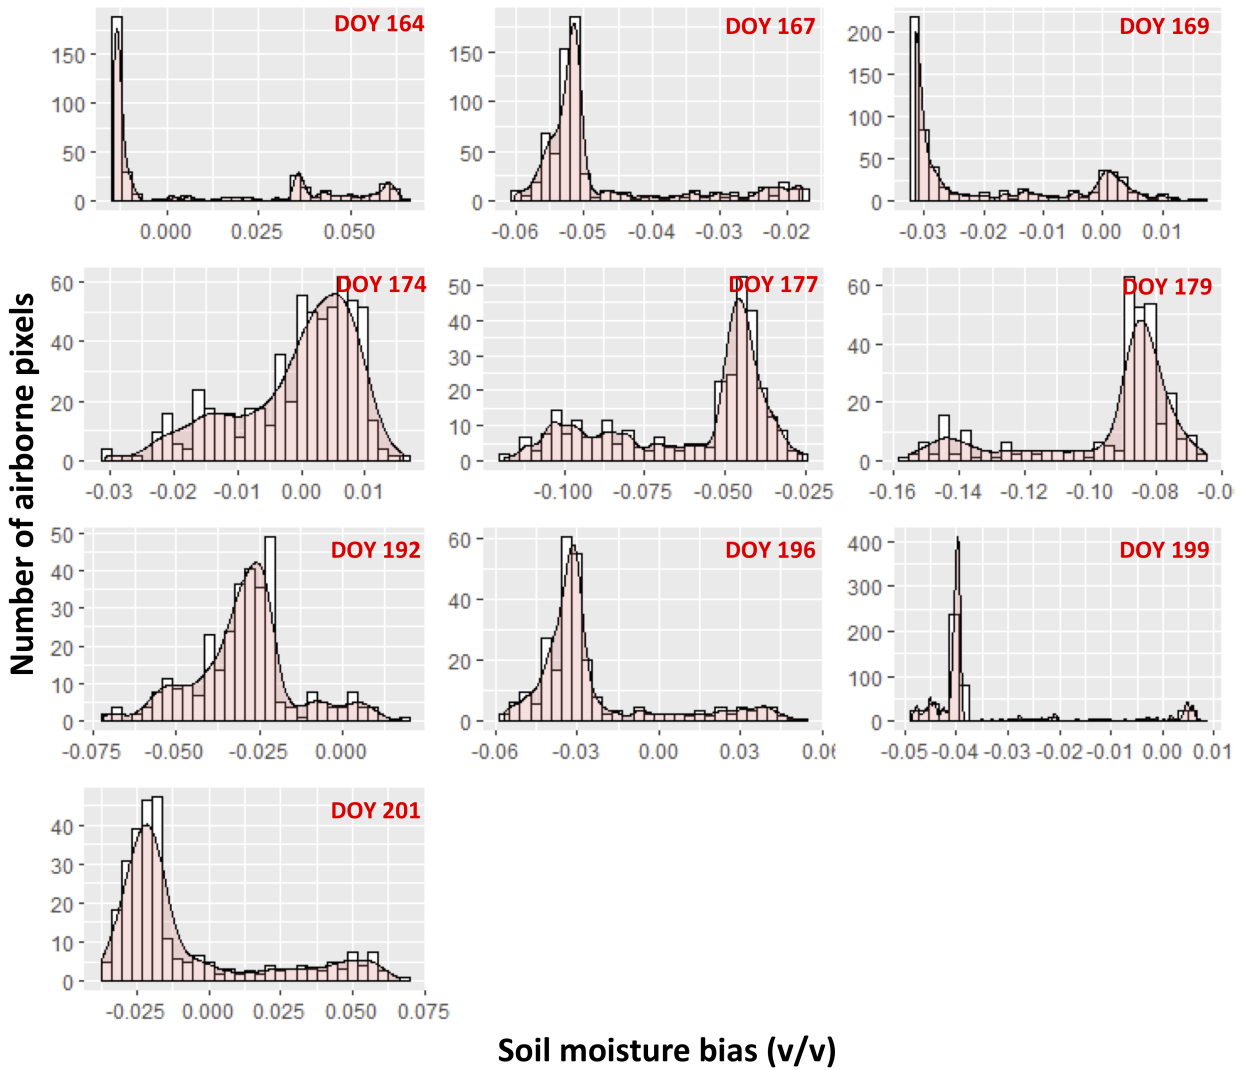 DOY 164
150
100
50
0
0.000 0.025 0.050
DOY 167
150
100
50
0
-0.06 -0.05 -0.04 -0.03 -0.02
DOY 169
200
150
100
50
0
-0.03 -0.02 -0.01 0.00 0.01
Number of airborne pixels
DOY 174
60
40
20
0
-0.03 -0.02 -0.01 0.00 0.01
DOY 177
50
40
30
20
10
0
-0.100 -0.075 -0.050 -0.025
DOY 179
60
40
20
0
-0.16 -0.14 -0.12 -0.10 -0.08 -0.0
DOY 192
50
40
30
20
10
0
-0.075 -0.050 -0.025 0.000
DOY 196
60
40
20
0
-0.06 -0.03 0.00 0.03 0.06
DOY 199
400
300
200
100
0
-0.05 -0.04 -0.03 -0.02 -0.01 0.00 0.01
DOY 201
40
30
20
10
0
-0.025 0.000 0.025 0.050 0.075
Soil moisture bias (v/v)